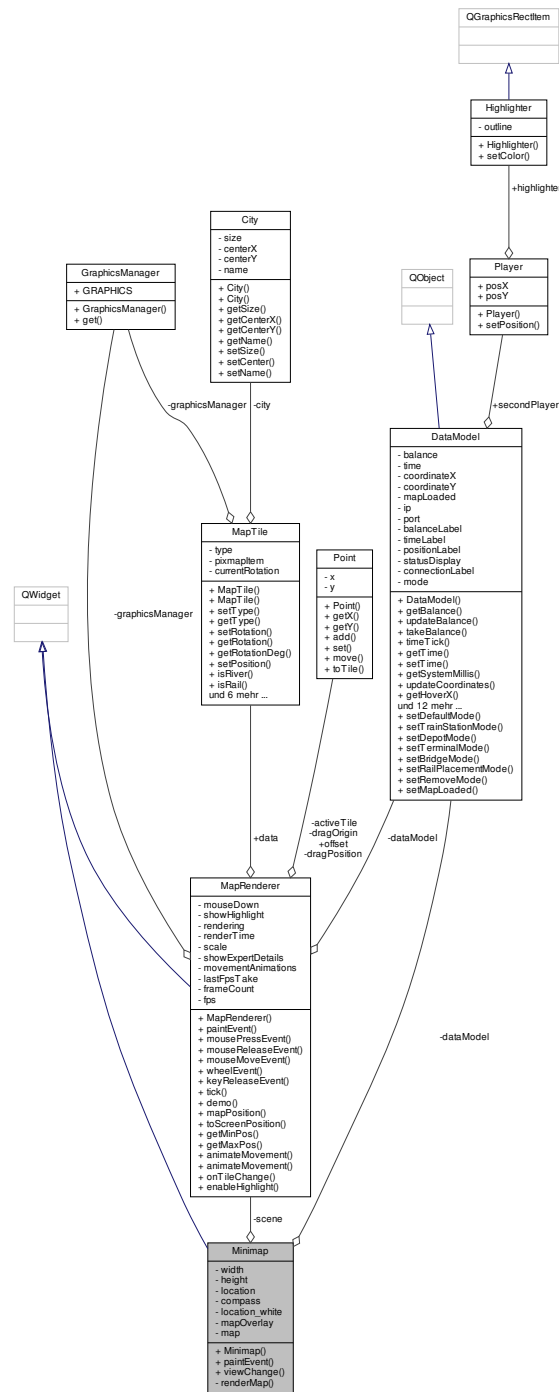 QGraphicsRectItem
Highlighter
- outline
+ Highlighter()
+ setColor()
+highlighter
City
- size
- centerX
- centerY
- name
+ City()
+ City()
+ getSize()
+ getCenterX()
+ getCenterY()
+ getName()
+ setSize()
+ setCenter()
+ setName()
GraphicsManager
+ GRAPHICS
+ GraphicsManager()
+ get()
QObject
Player
+ posX
+ posY
+ Player()
+ setPosition()
-graphicsManager
-city
+secondPlayer
DataModel
- balance
- time
- coordinateX
- coordinateY
- mapLoaded
- ip
- port
- balanceLabel
- timeLabel
- positionLabel
- statusDisplay
- connectionLabel
- mode
+ DataModel()
+ getBalance()
+ updateBalance()
+ takeBalance()
+ timeTick()
+ getTime()
+ setTime()
+ getSystemMillis()
+ updateCoordinates()
+ getHoverX()
und 12 mehr ...
+ setDefaultMode()
+ setTrainStationMode()
+ setDepotMode()
+ setTerminalMode()
+ setBridgeMode()
+ setRailPlacementMode()
+ setRemoveMode()
+ setMapLoaded()
MapTile
- type
- pixmapItem
- currentRotation
+ MapTile()
+ MapTile()
+ setType()
+ getType()
+ setRotation()
+ getRotation()
+ getRotationDeg()
+ setPosition()
+ isRiver()
+ isRail()
und 6 mehr ...
Point
- x
- y
+ Point()
+ getX()
+ getY()
+ add()
+ set()
+ move()
+ toTile()
QWidget
-graphicsManager
+data
-activeTile
-dragOrigin
+offset
-dragPosition
-dataModel
MapRenderer
- mouseDown
- showHighlight
- rendering
- renderTime
- scale
- showExpertDetails
- movementAnimations
- lastFpsTake
- frameCount
- fps
+ MapRenderer()
+ paintEvent()
+ mousePressEvent()
+ mouseReleaseEvent()
+ mouseMoveEvent()
+ wheelEvent()
+ keyReleaseEvent()
+ tick()
+ demo()
+ mapPosition()
+ toScreenPosition()
+ getMinPos()
+ getMaxPos()
+ animateMovement()
+ animateMovement()
+ onTileChange()
+ enableHighlight()
-dataModel
-scene
Minimap
- width
- height
- location
- compass
- location_white
- mapOverlay
- map
+ Minimap()
+ paintEvent()
+ viewChange()
- renderMap()